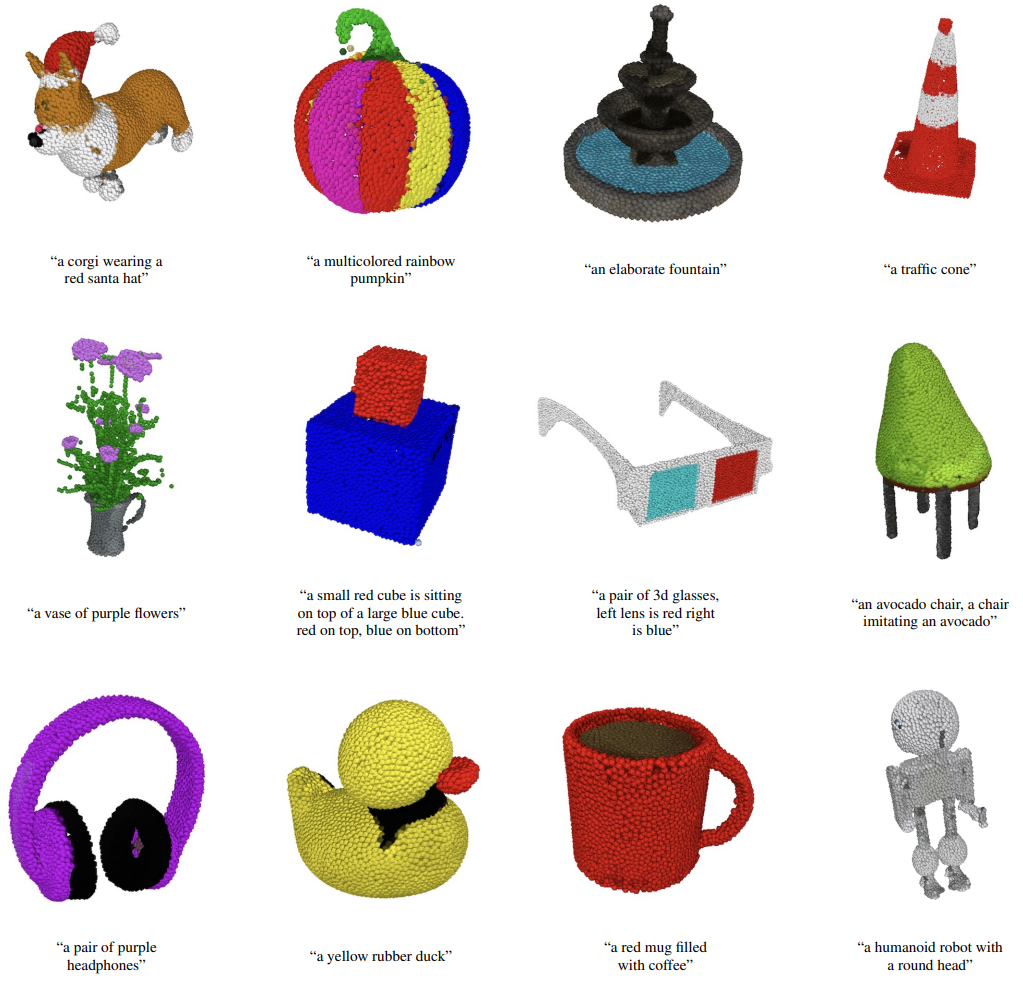 “a corgi wearing a
red santa hat”
“a multicolored rainbow
pumpkin”
“an elaborate fountain”
“a traffic cone”
“a vase of purple flowers”
“a small red cube is sitting
on top of a large blue cube.
red on top, blue on bottom”
“a pair of 3d glasses,
left lens is red right
is blue”
“an avocado chair, a chair
imitating an avocado”
“a pair of purple
headphones”
“a yellow rubber duck”
“a red mug filled
with coffee”
“a humanoid robot with
a round head”